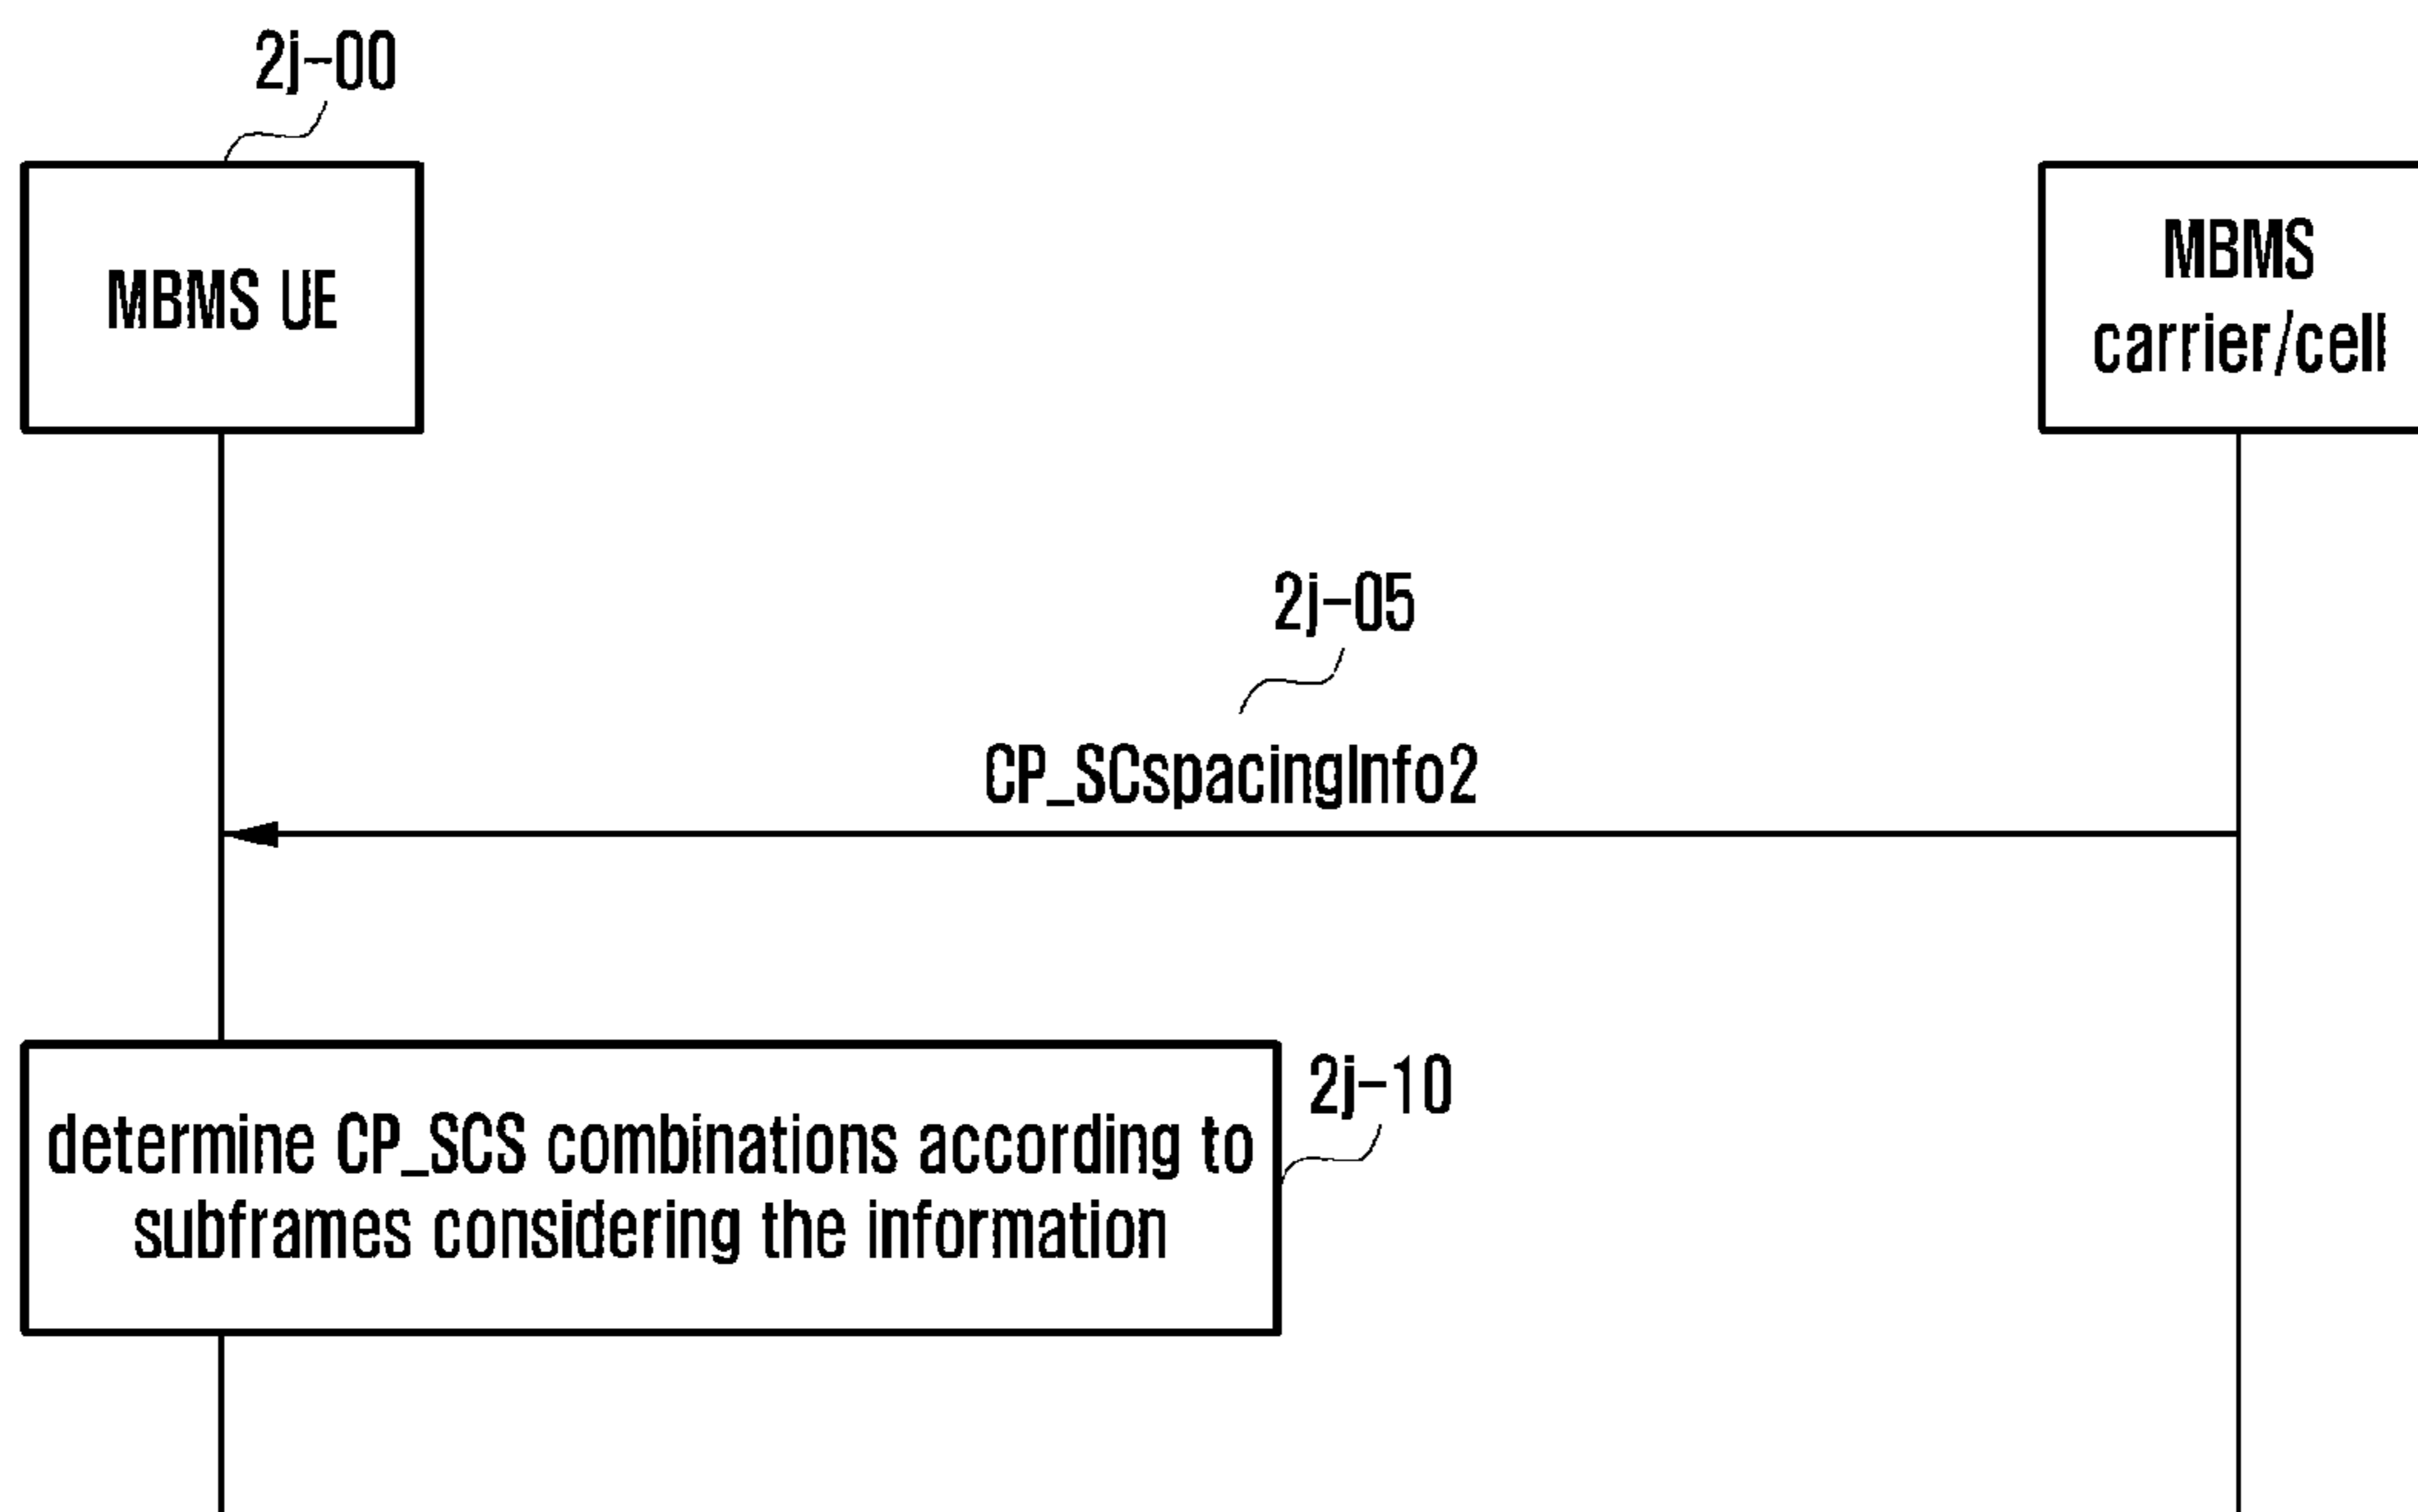 2j-00
MBMS UE
MBMS
carrier/cell
2j-05
CP_SCspacingInfo2
2j-10
determine CP_SCS combinations according to
subframes considering the information